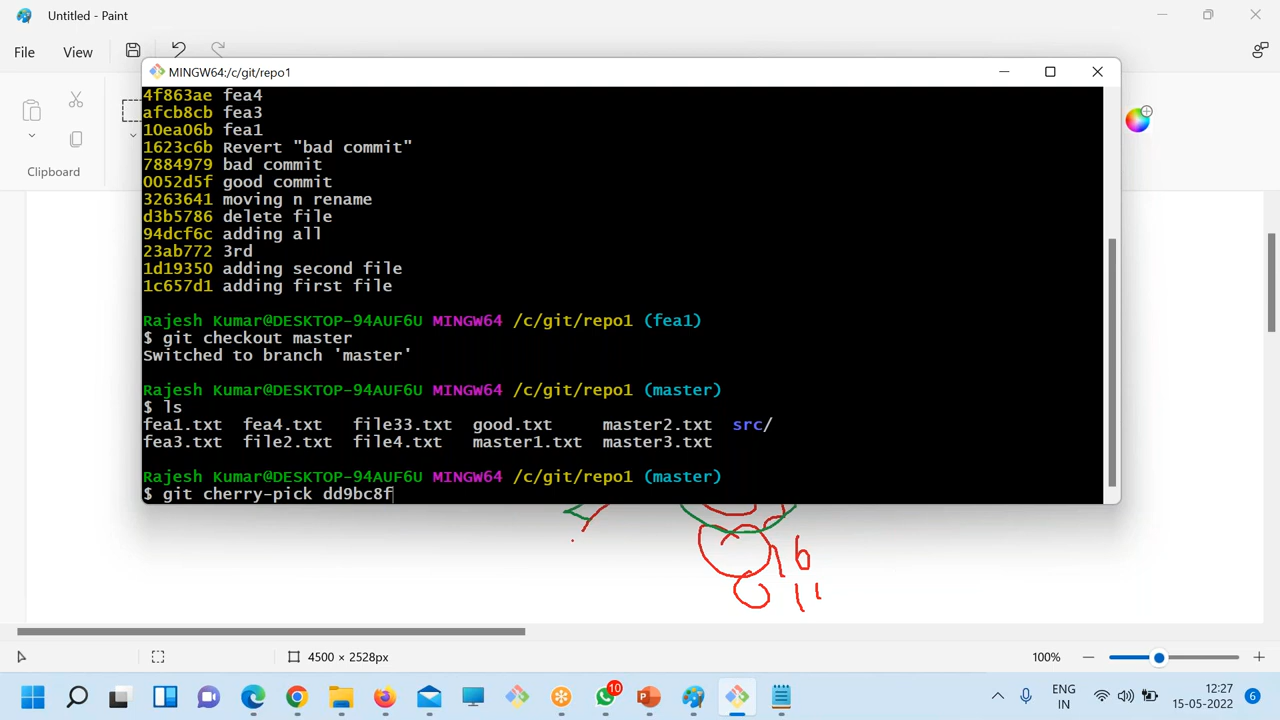 Untitled - Paint
File View
MINGW64:/c/git/repo1
4f863ae fea4
afcb8cb fea3
10ea06b fea1
1623c6b Revert "bad commit"
7884979 bad commit
0052d5f good commit
3263641 moving n rename
d3b5786 delete file
94dcf6c adding all
23ab772 3rd
1d19350 adding second file
1c657d1 adding first file
Rajesh Kumar@DESKTOP-94AUF6U MINGW64 /c/git/repo1 (fea1)
$ git checkout master
Switched to branch 'master'
Rajesh Kumar@DESKTOP-94AUF6U MINGW64 /c/git/repo1 (master)
$ ls
fea1.txt fea4.txt file33.txt good.txt master2.txt src/
fea3.txt file2.txt file4.txt master1.txt master3.txt
Rajesh Kumar@DESKTOP-94AUF6U MINGW64 /c/git/repo1 (master)
$ git cherry-pick dd9bc8f
Clipboard
4500 × 2528px
100%
10
ENG
IN
12:27
15-05-2022
6